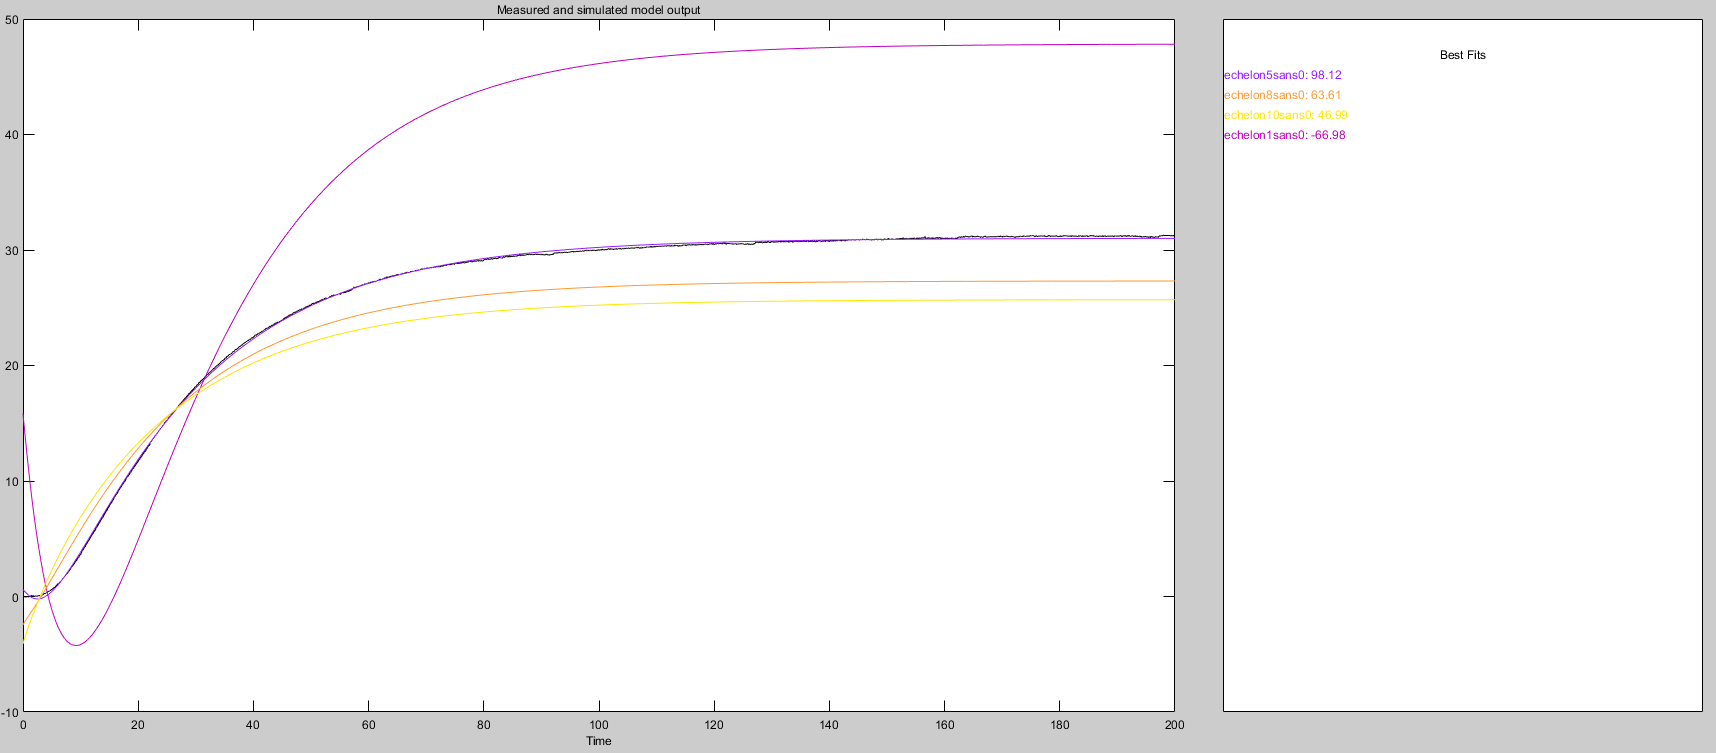 Measured and simulated model output
50
40
30
20
10
0
-10
0 20 40 60 80 100 120 140 160 180 200
Time
Best Fits
echelon5sans0: 98.12
echelon8sans0: 63.61
echelon10sans0: 46.99
echelon1sans0: -66.98